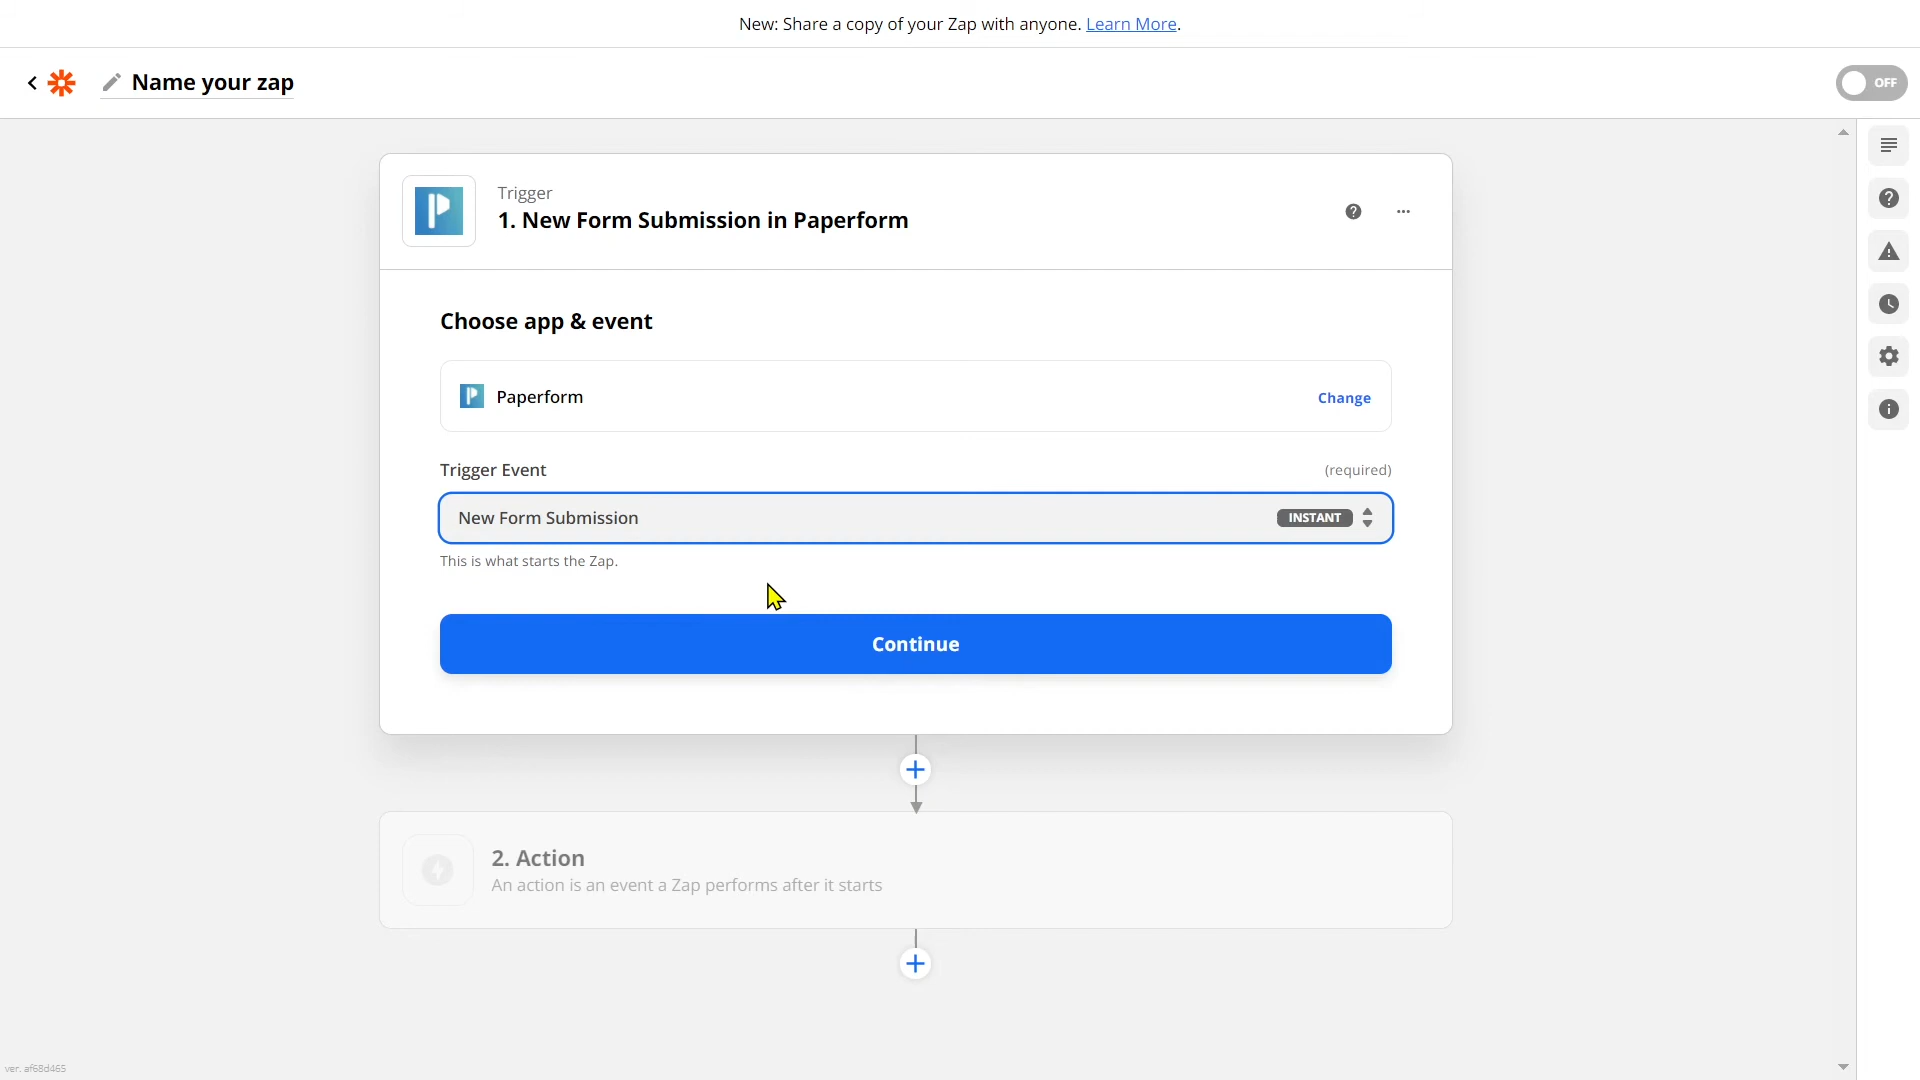 New: Share a copy of your Zap with anyone. Learn More.
Name your zap
OFF
Trigger
1. New Form Submission in Paperform
Choose app & event
Paperform
Change
Trigger Event
(required)
New Form Submission
INSTANT
This is what starts the Zap.
Continue
2. Action
An action is an event a Zap performs after it starts
ver. af68d465